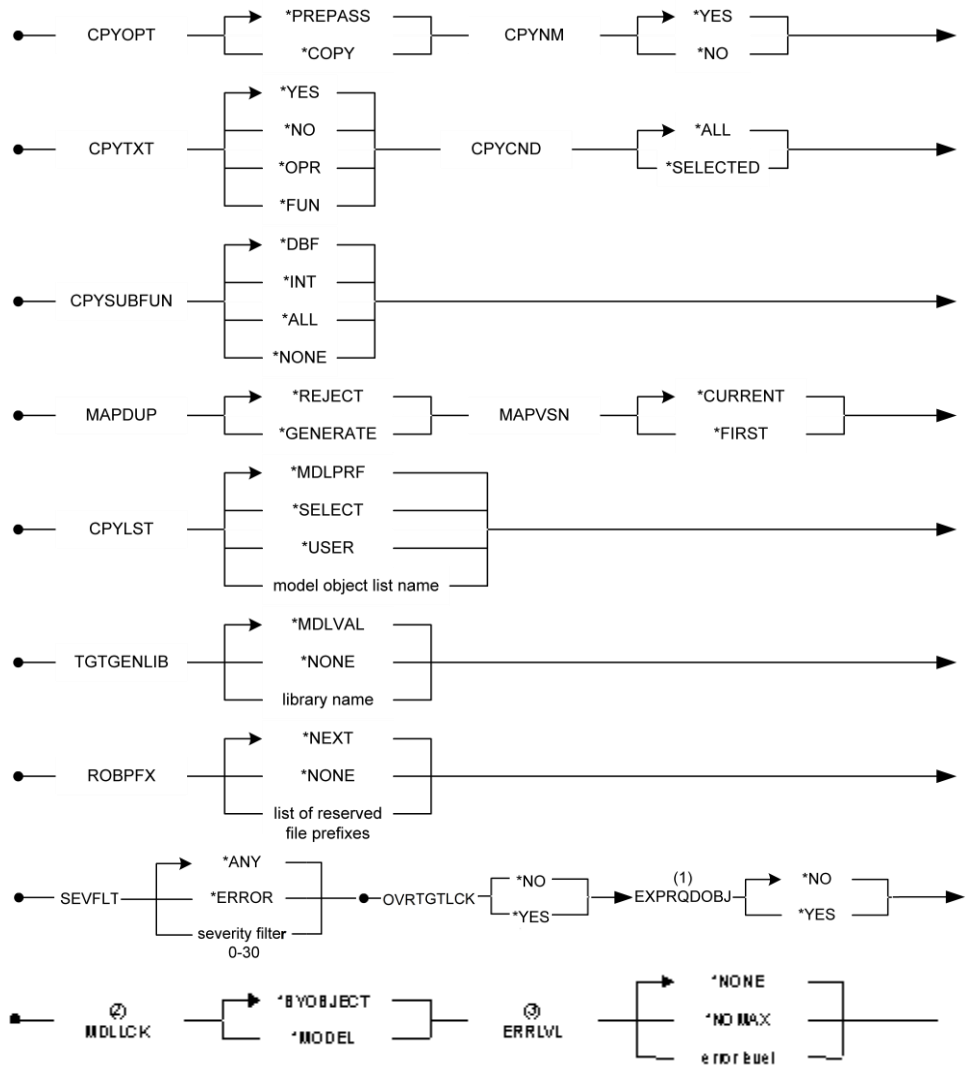 CPYOPT
*PREPASS
*COPY
CPYNM
*YES
*NO
CPYTXT
*YES
*NO
*OPR
*FUN
CPYCND
*ALL
*SELECTED
CPYSUBFUN
*DBF
*INT
*ALL
*NONE
MAPDUP
*REJECT
*GENERATE
MAPVSN
*CURRENT
*FIRST
CPYLST
*MDLPRF
*SELECT
*USER
model object list name
TGTGENLIB
*MDLVAL
*NONE
library name
ROBPFX
*NEXT
*NONE
list of reserved
file prefixes
SEVFLT
*ANY
*ERROR
severity filter
0-30
OVRTGTLCK
*NO
*YES
(1)
EXPRQDOBJ
*NO
*YES
(2)
MDLLCK
*BYOBJECT
*MODEL
(3)
ERRLVL
*NONE
*NOMAX
error level